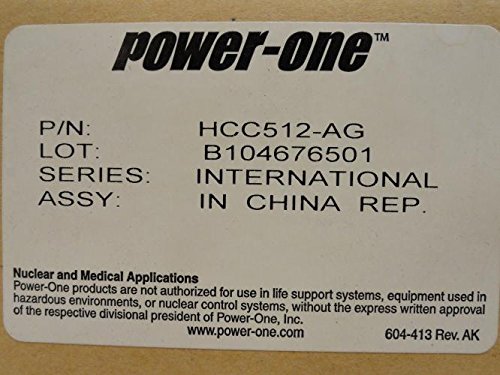 power-one™
P/N: HCC512-AG
LOT: B104676501
SERIES: INTERNATIONAL
ASSY: IN CHINA REP.
Nuclear and Medical Applications
Power-One products are not authorized for use in life support systems, equipment used in
hazardous environments, or nuclear control systems, without the express written approval
of the respective divisional president of Power-One, Inc.
www.power-one.com
604-413 Rev. AK